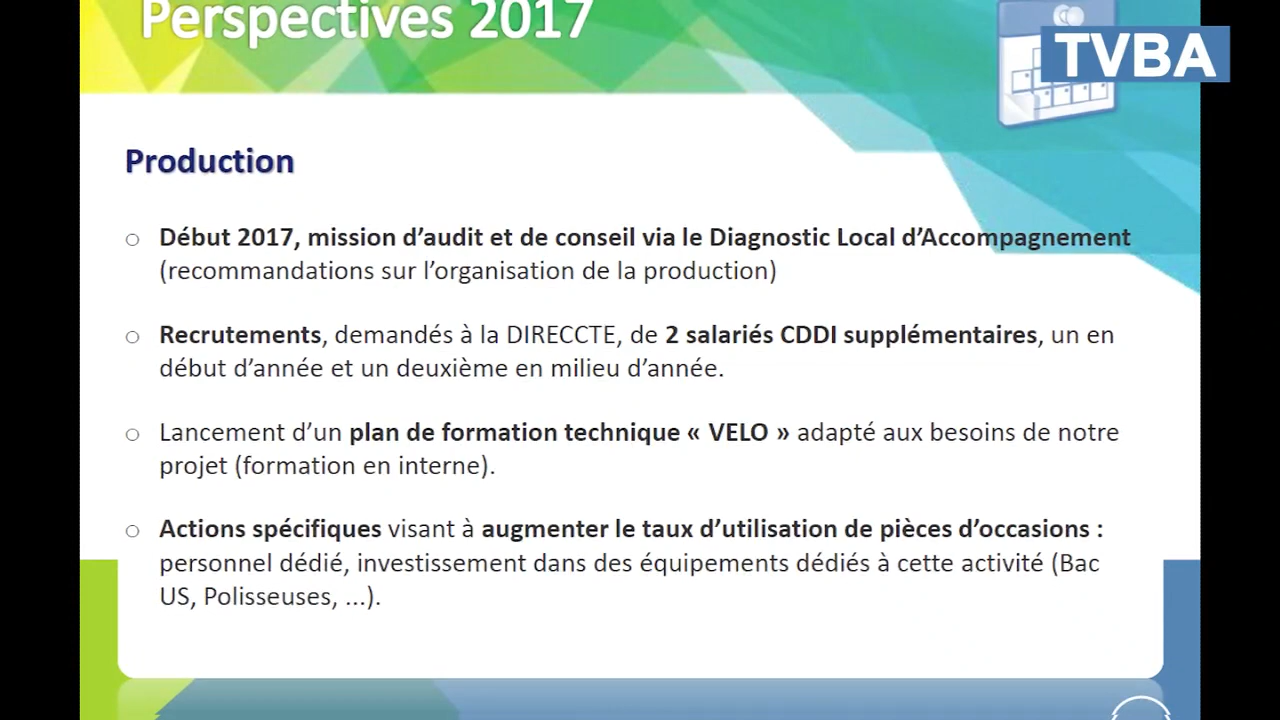 Perspectives 2017
TVBA
Production
○ Début 2017, mission d’audit et de conseil via le Diagnostic Local d’Accompagnement
(recommandations sur l’organisation de la production)
○ Recrutements, demandés à la DIRECCTE, de 2 salariés CDDI supplémentaires, un en
début d’année et un deuxième en milieu d’année.
○ Lancement d’un plan de formation technique « VELO » adapté aux besoins de notre
projet (formation en interne).
○ Actions spécifiques visant à augmenter le taux d’utilisation de pièces d’occasions :
personnel dédié, investissement dans des équipements dédiés à cette activité (Bac
US, Polisseuses, ...).